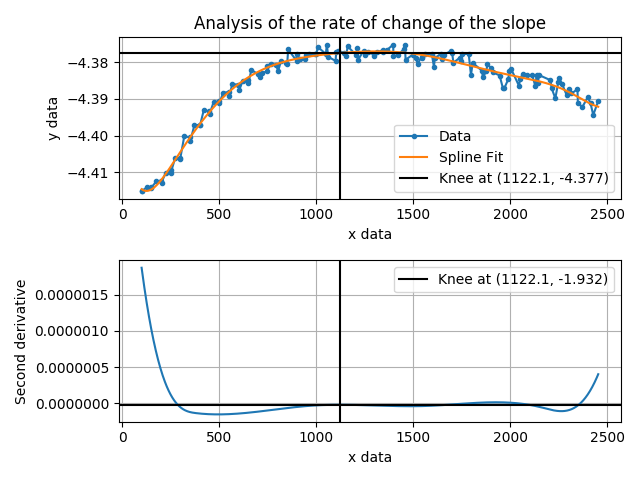 Analysis of the rate of change of the slope
−4.38
−4.39
−4.40
−4.41
y data
Data
Spline Fit
Knee at (1122.1, -4.377)
0 500 1000 1500 2000 2500
x data
Knee at (1122.1, -1.932)
0.0000015
0.0000010
0.0000005
0.0000000
Second derivative
0 500 1000 1500 2000 2500
x data